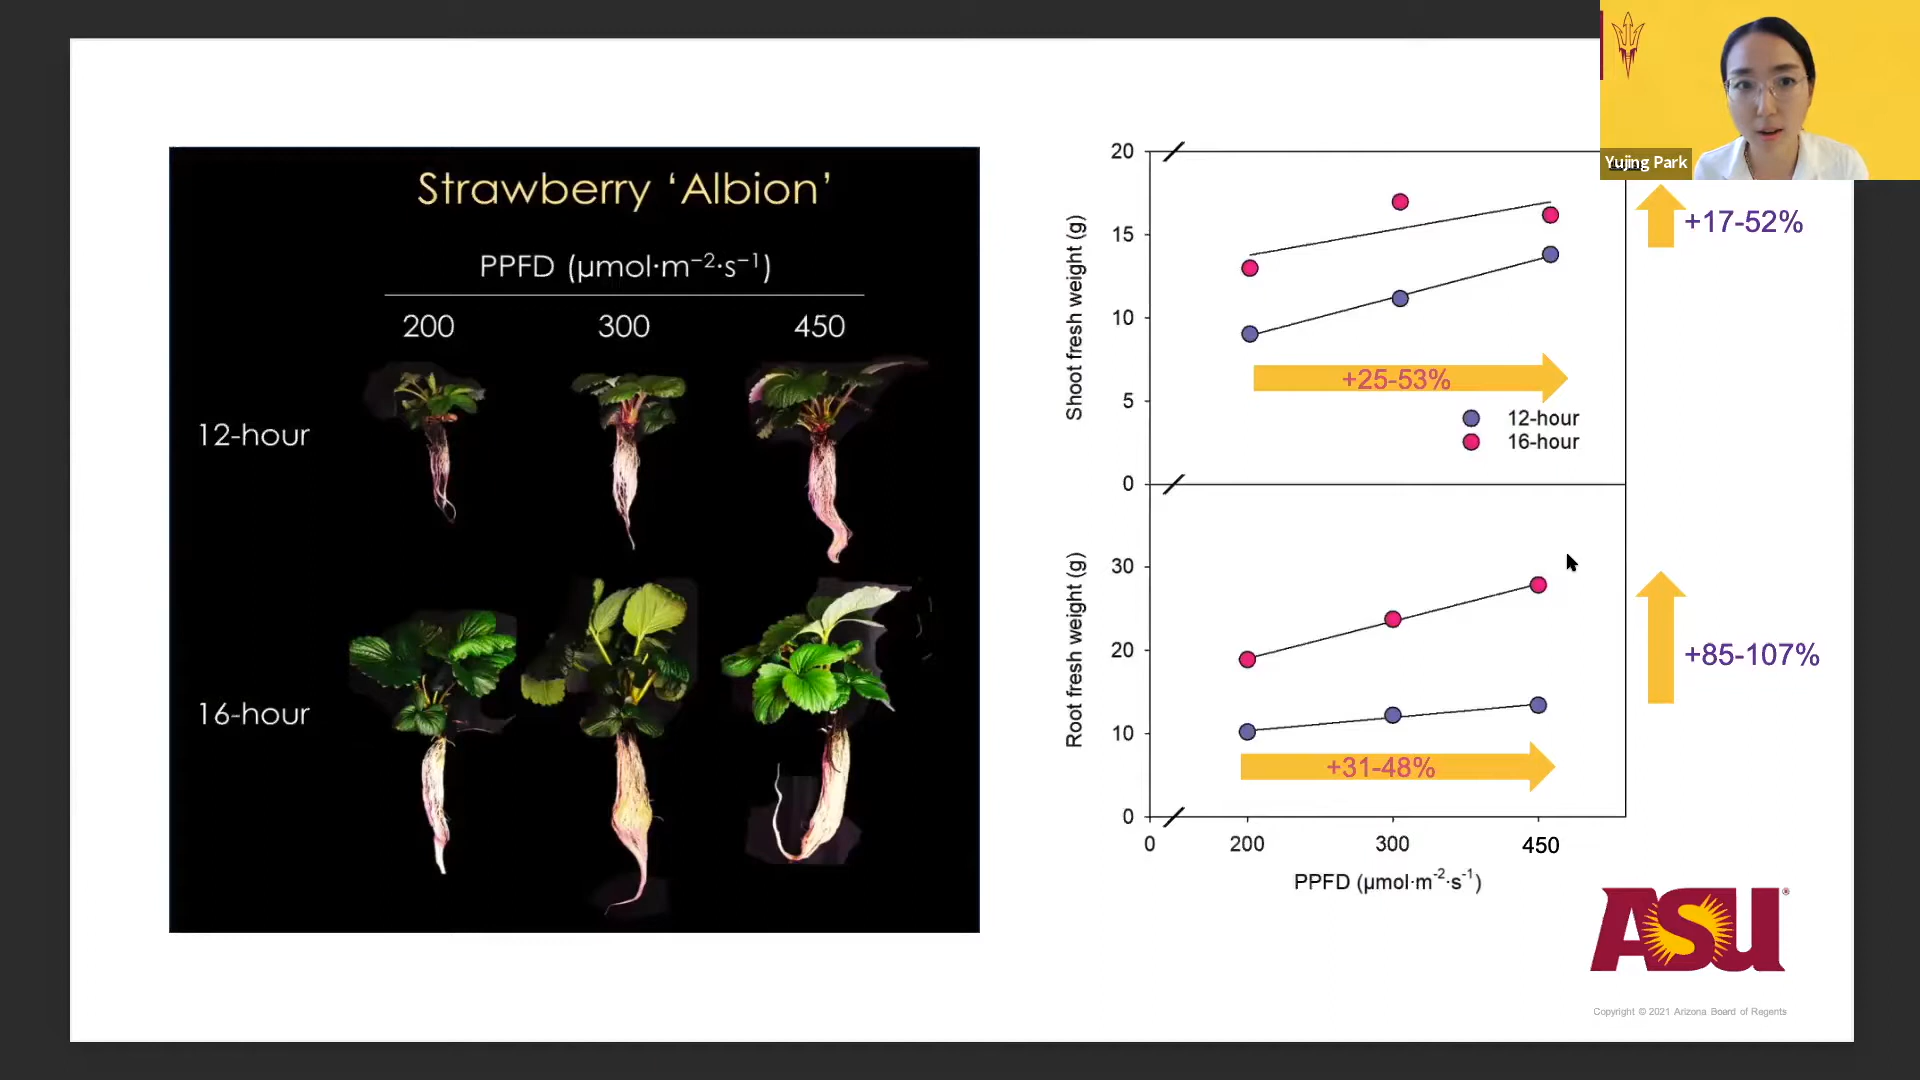 Strawberry ‘Albion’
PPFD (μmol·m⁻²·s⁻¹)
200 300 450
12-hour
16-hour
20
15
10
5
0
Shoot fresh weight (g)
+25-53%
12-hour
16-hour
+17-52%
30
20
10
0
Root fresh weight (g)
+31-48%
+85-107%
0 200 300 450
PPFD (μmol·m⁻²·s⁻¹)
Yujing Park
ASU®
Copyright © 2021 Arizona Board of Regents